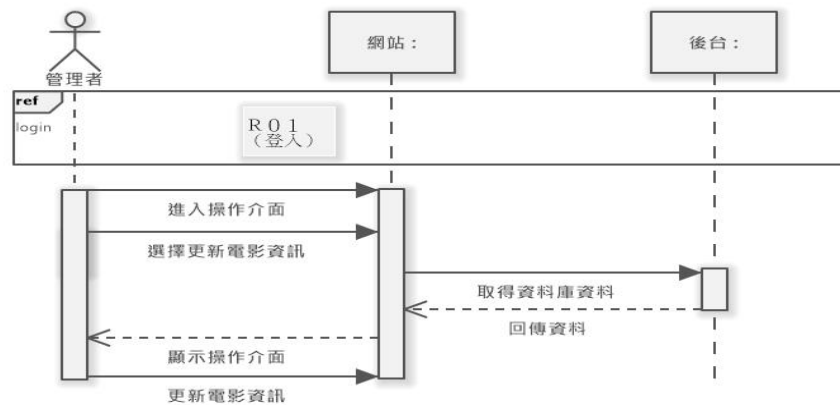 網站：
後台：
管理者
ref
login
R０１
（登入）
進入操作介面
選擇更新電影資訊
取得資料庫資料
回傳資料
顯示操作介面
更新電影資訊